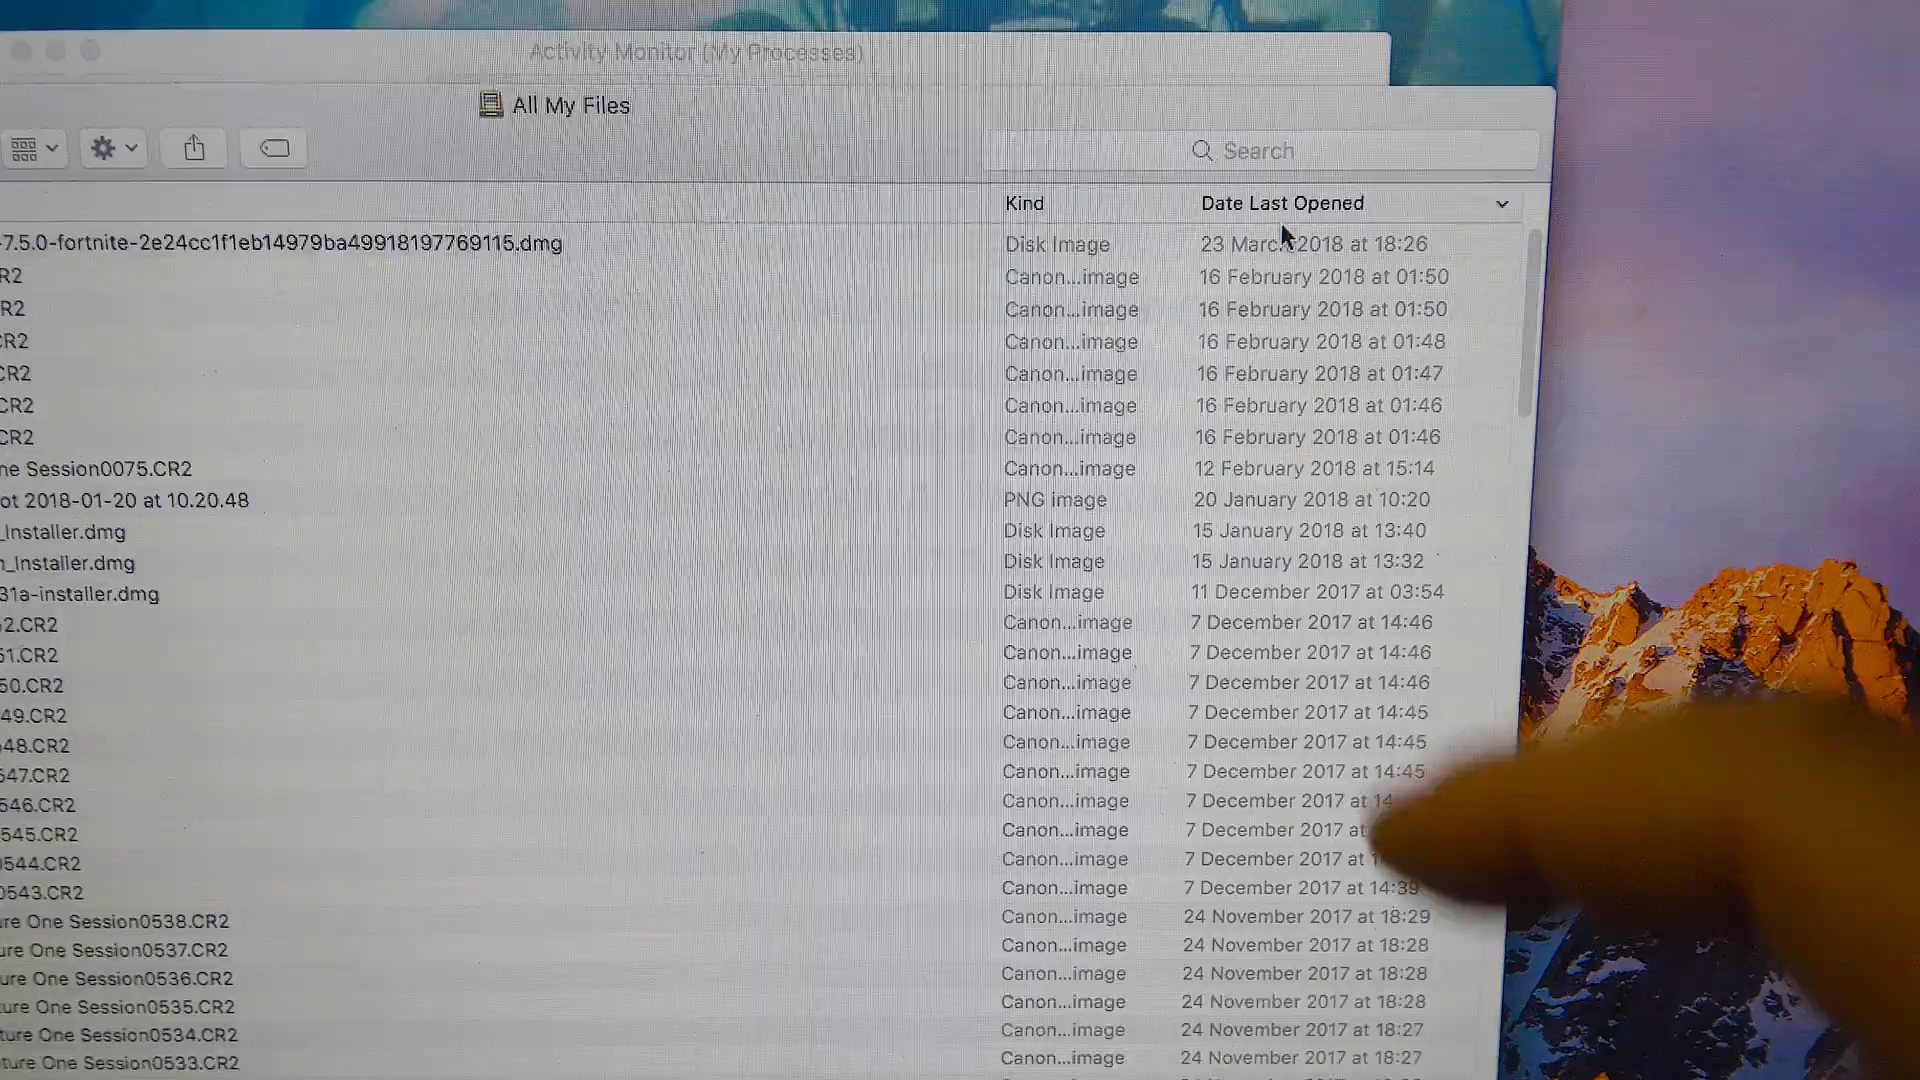 Activity Monitor (My Processes)
All My Files
Search
Kind Date Last Opened
-7.5.0-fortnite-2e24cc1f1eb14979ba49918197769115.dmg Disk Image 23 March 2018 at 18:26
R2 Canon...image 16 February 2018 at 01:50
R2 Canon...image 16 February 2018 at 01:50
CR2 Canon...image 16 February 2018 at 01:48
CR2 Canon...image 16 February 2018 at 01:47
CR2 Canon...image 16 February 2018 at 01:46
CR2 Canon...image 16 February 2018 at 01:46
ne Session0075.CR2 Canon...image 12 February 2018 at 15:14
ot 2018-01-20 at 10.20.48 PNG image 20 January 2018 at 10:20
_Installer.dmg Disk Image 15 January 2018 at 13:40
n_Installer.dmg Disk Image 15 January 2018 at 13:32
31a-installer.dmg Disk Image 11 December 2017 at 03:54
52.CR2 Canon...image 7 December 2017 at 14:46
51.CR2 Canon...image 7 December 2017 at 14:46
50.CR2 Canon...image 7 December 2017 at 14:46
49.CR2 Canon...image 7 December 2017 at 14:45
548.CR2 Canon...image 7 December 2017 at 14:45
547.CR2 Canon...image 7 December 2017 at 14:45
546.CR2 Canon...image 7 December 2017 at 14
545.CR2 Canon...image 7 December 2017 at
0544.CR2 Canon...image 7 December 2017 at
0543.CR2 Canon...image 7 December 2017 at 14:39
ure One Session0538.CR2 Canon...image 24 November 2017 at 18:29
ure One Session0537.CR2 Canon...image 24 November 2017 at 18:28
ure One Session0536.CR2 Canon...image 24 November 2017 at 18:28
ure One Session0535.CR2 Canon...image 24 November 2017 at 18:28
ture One Session0534.CR2 Canon...image 24 November 2017 at 18:27
ture One Session0533.CR2 Canon...image 24 November 2017 at 18:27